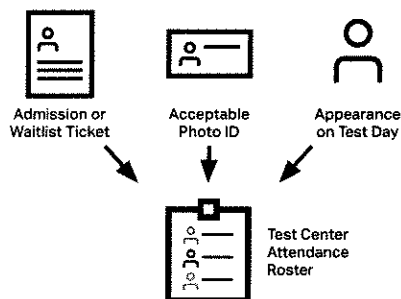 Admission or
Waitlist Ticket
Acceptable
Photo ID
Appearance
on Test Day
Test Center
Attendance
Roster